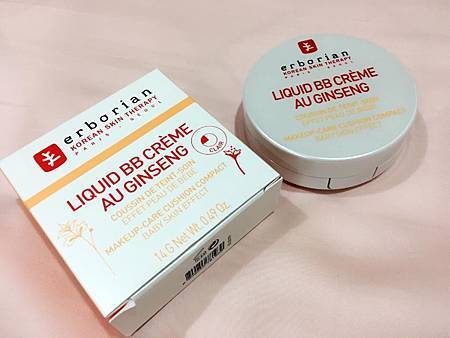 erborian
KOREAN SKIN THERAPY
PARIS SEOUL
LIQUID BB CRÈME
AU GINSENG
CLAIR
COUSSIN DE TEINT-SOIN
EFFET PEAU DE BÉBÉ
MAKEUP-CARE CUSHION COMPACT
BABY SKIN EFFECT
14 G Net Wt. 0.49 Oz
erborian
KOREAN SKIN THERAPY
PARIS SEOUL
LIQUID BB CRÈME
AU GINSENG
COUSSIN DE TEINT-SOIN
EFFET PEAU DE BÉBÉ
MAKEUP-CARE CUSHION COMPACT
BABY SKIN EFFECT